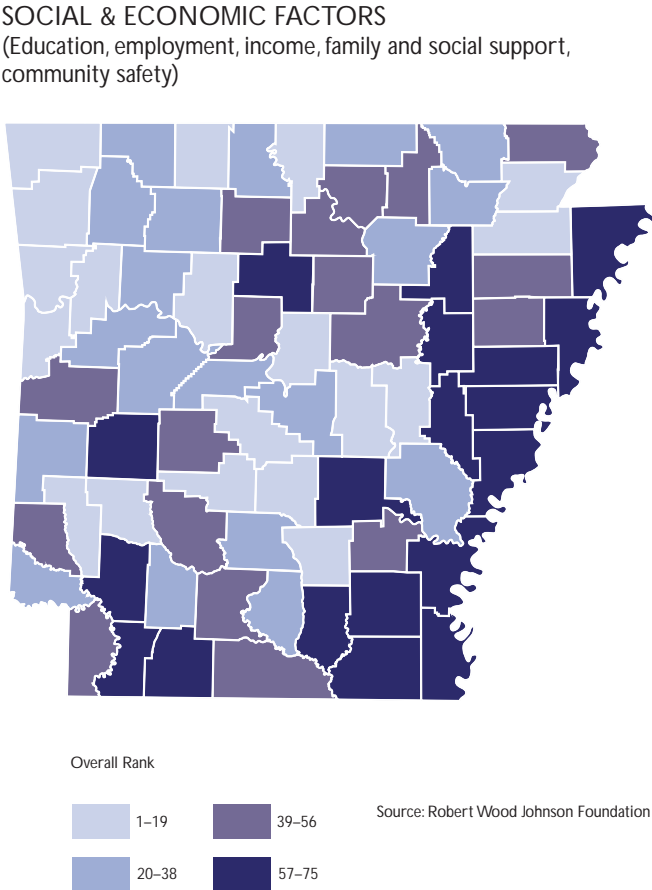 SOCIAL & ECONOMIC FACTORS
(Education, employment, income, family and social support,
community safety)
Overall Rank
1–19
39–56
Source: Robert Wood Johnson Foundation
20–38
57–75